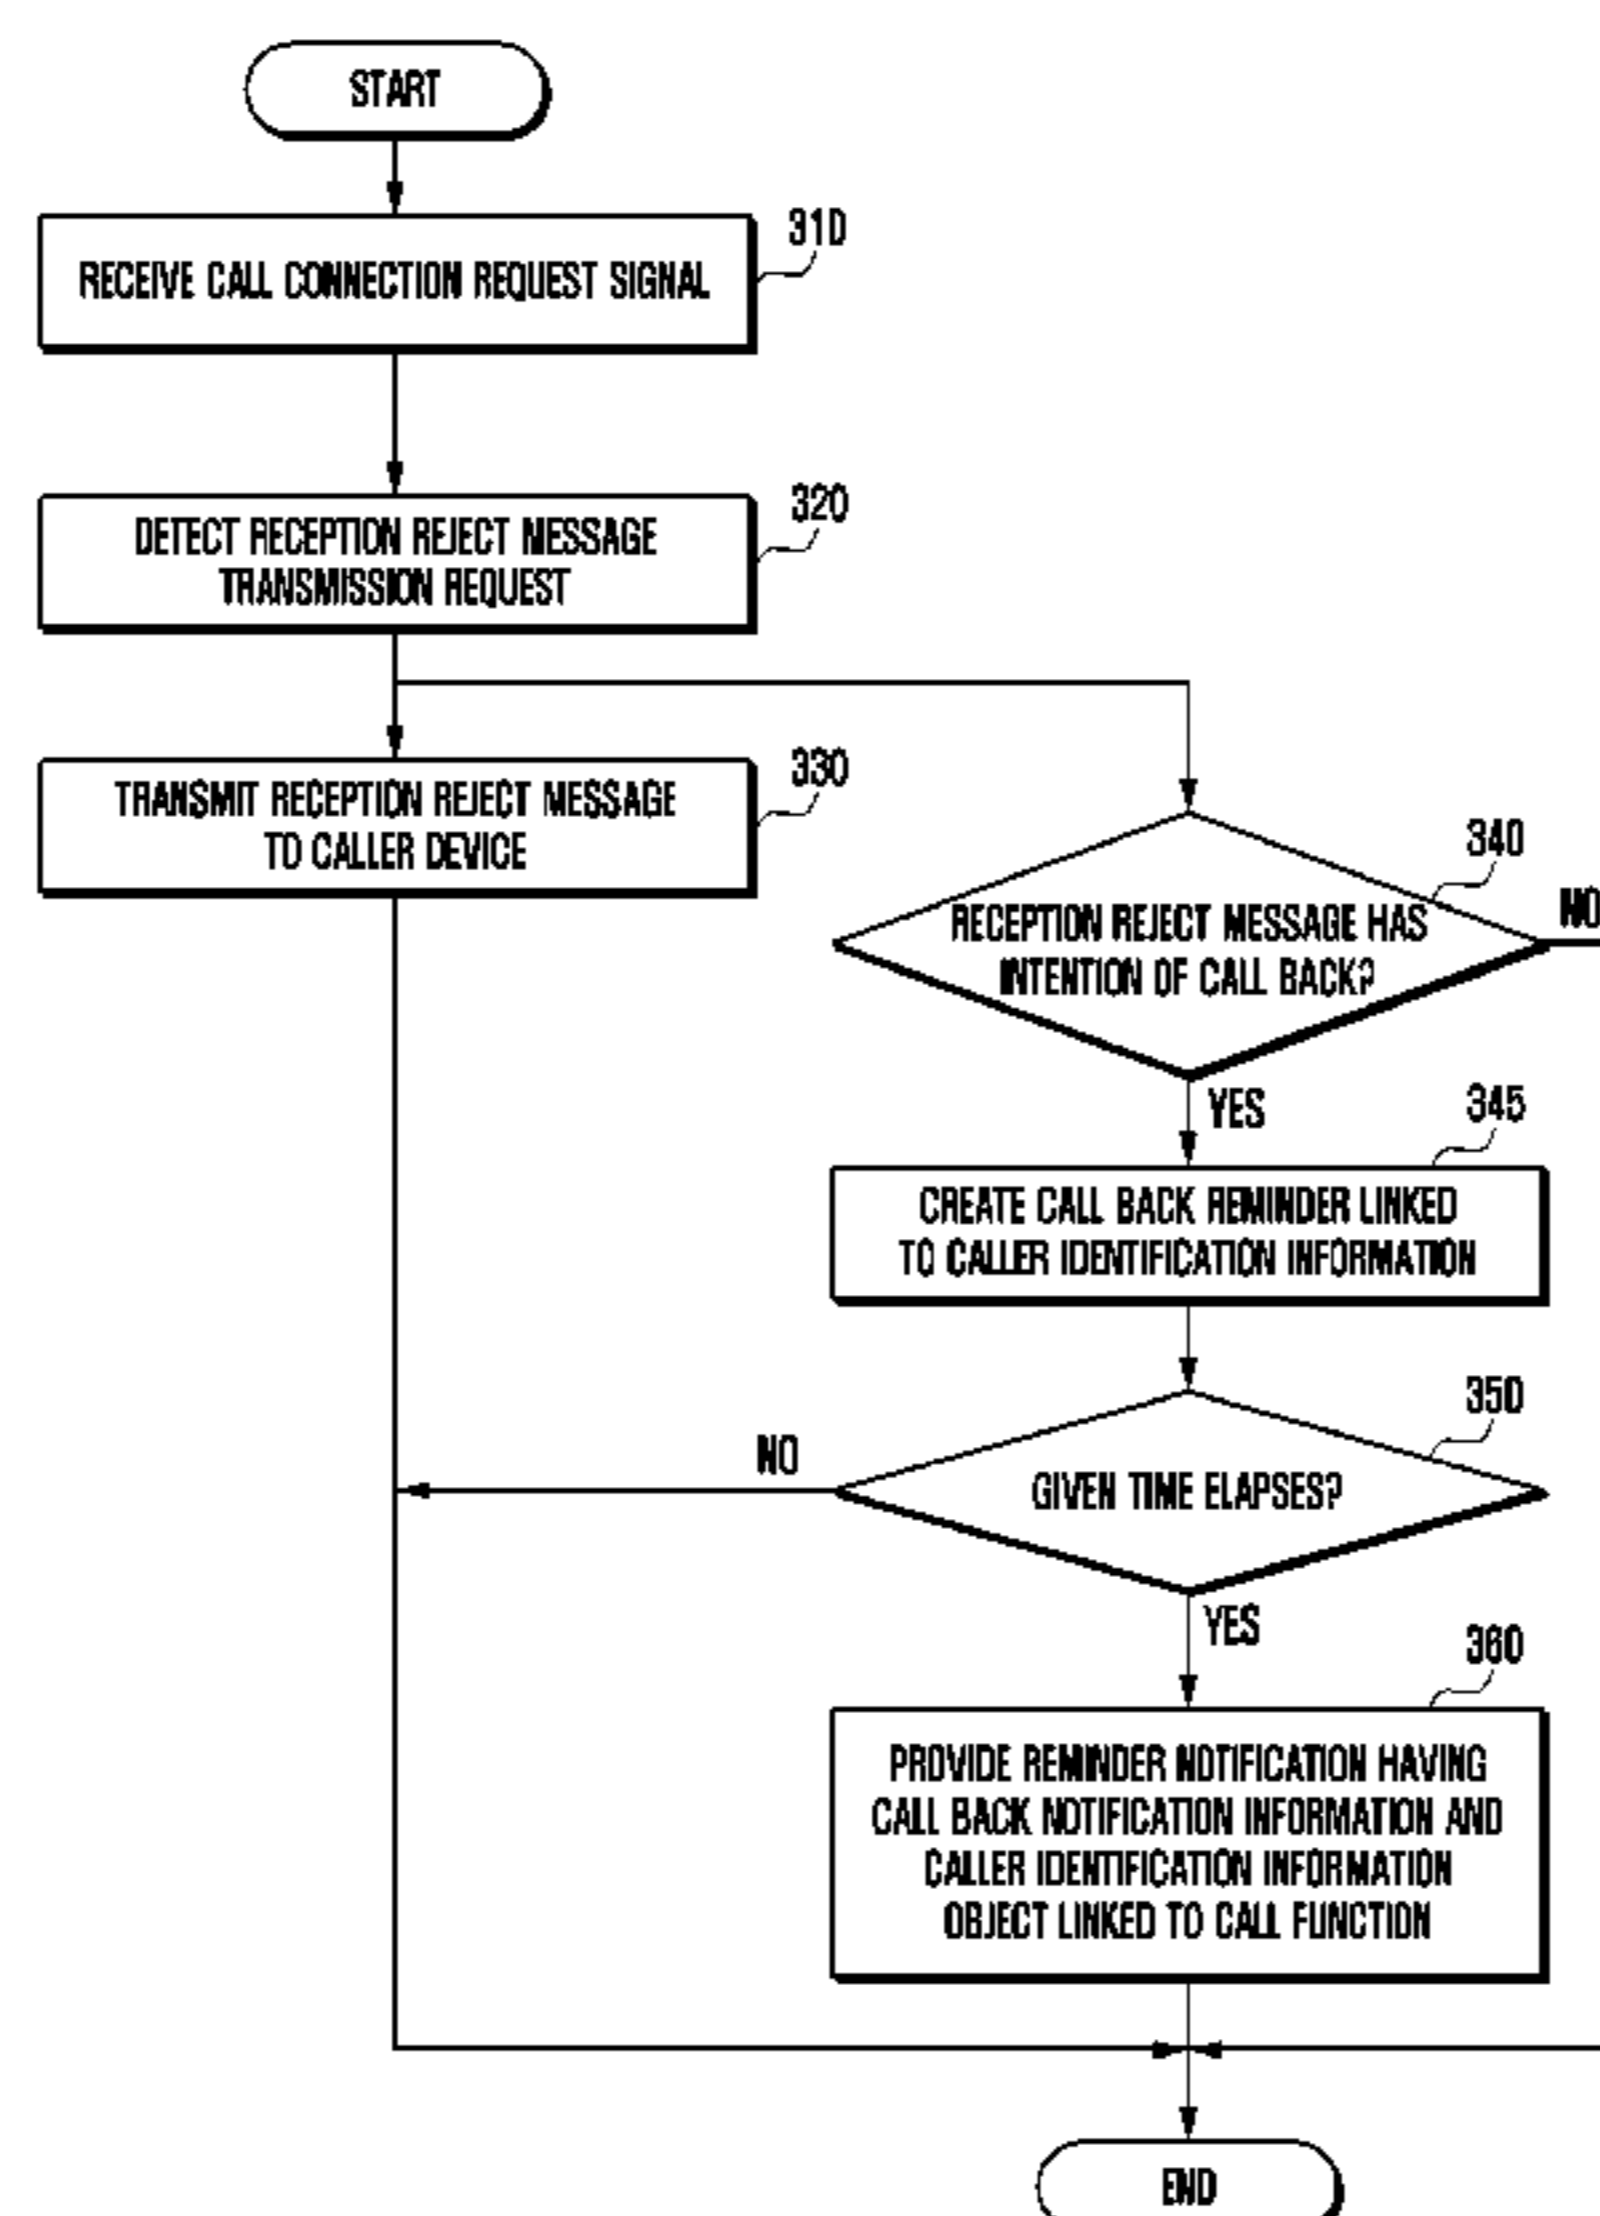 START
310
RECEIVE CALL CONNECTION REQUEST SIGNAL
320
DETECT RECEPTION REJECT MESSAGE
TRANSMISSION REQUEST
330
TRANSMIT RECEPTION REJECT MESSAGE
TO CALLER DEVICE
340
NO
RECEPTION REJECT MESSAGE HAS
INTENTION OF CALL BACK?
YES
345
CREATE CALL BACK REMINDER LINKED
TO CALLER IDENTIFICATION INFORMATION
350
NO
GIVEN TIME ELAPSES?
YES
360
PROVIDE REMINDER NOTIFICATION HAVING
CALL BACK NOTIFICATION INFORMATION AND
CALLER IDENTIFICATION INFORMATION
OBJECT LINKED TO CALL FUNCTION
END